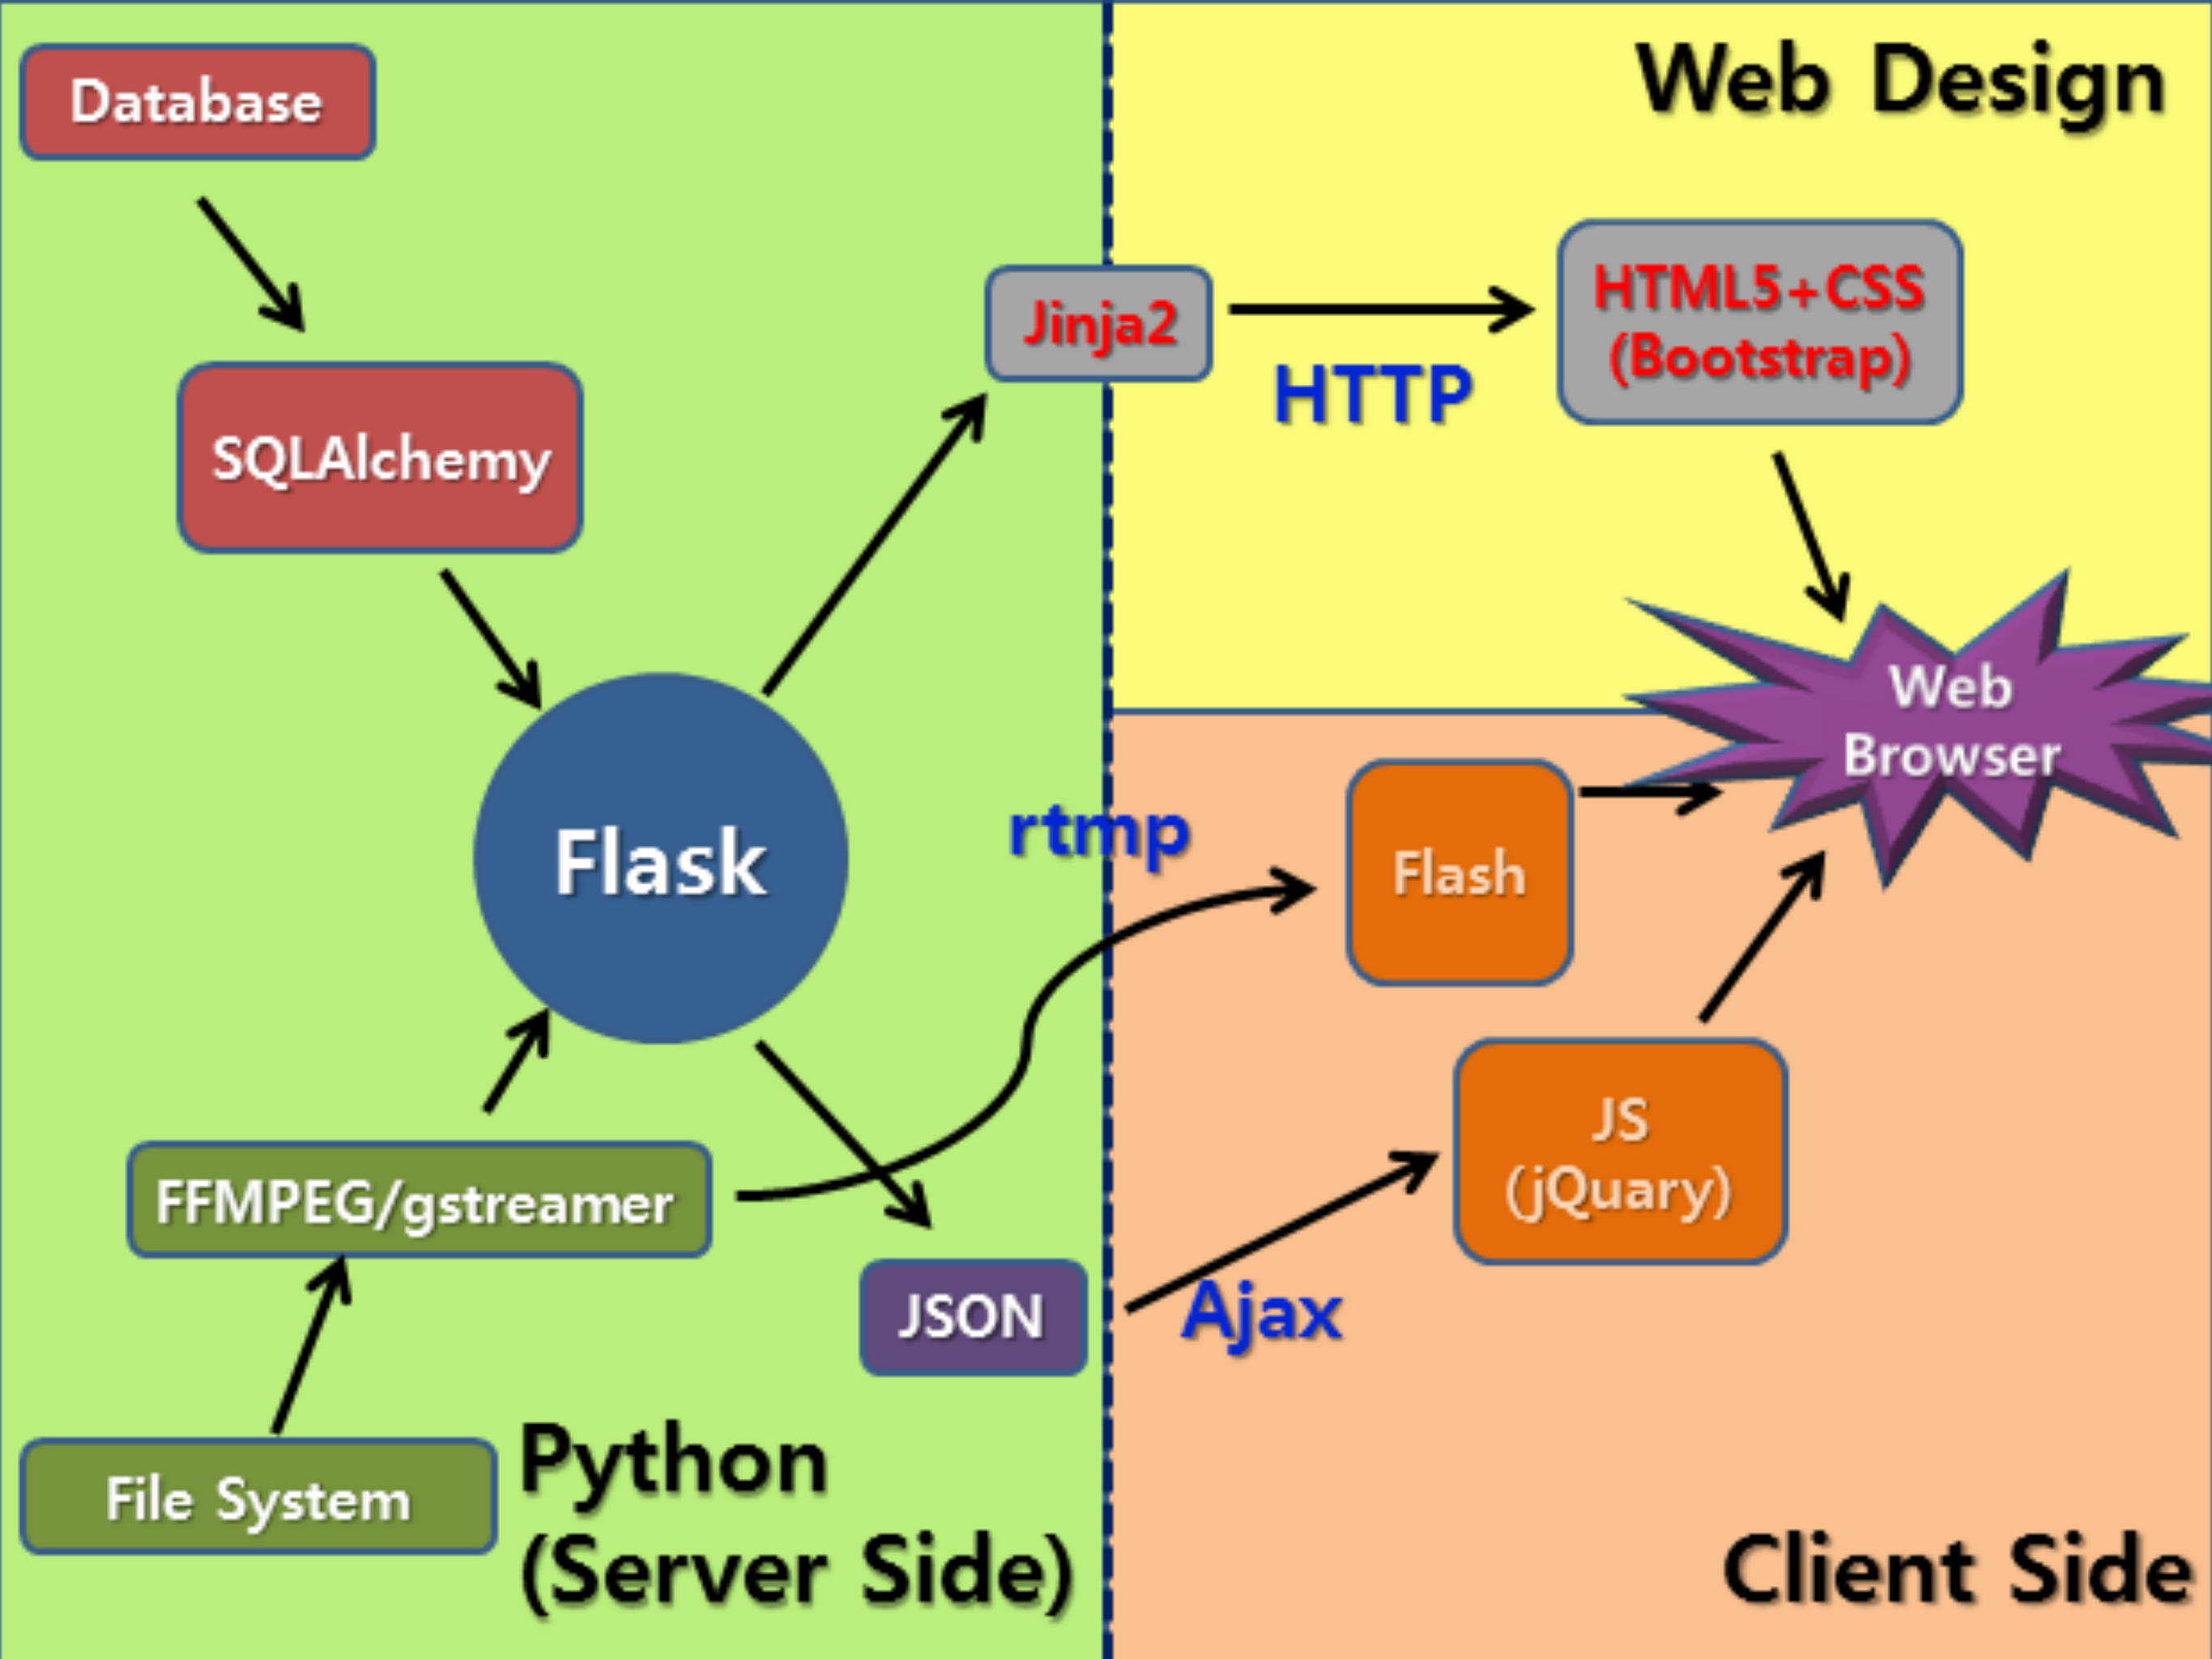 Database
Web Design
HTML5+CSS
(Bootstrap)
Jinja2
HTTP
SQLAlchemy
Web
Browser
rtmp
Flask
Flash
JS
(jQuary)
FFMPEG/gstreamer
JSON
Ajax
File System
Python
(Server Side)
Client Side